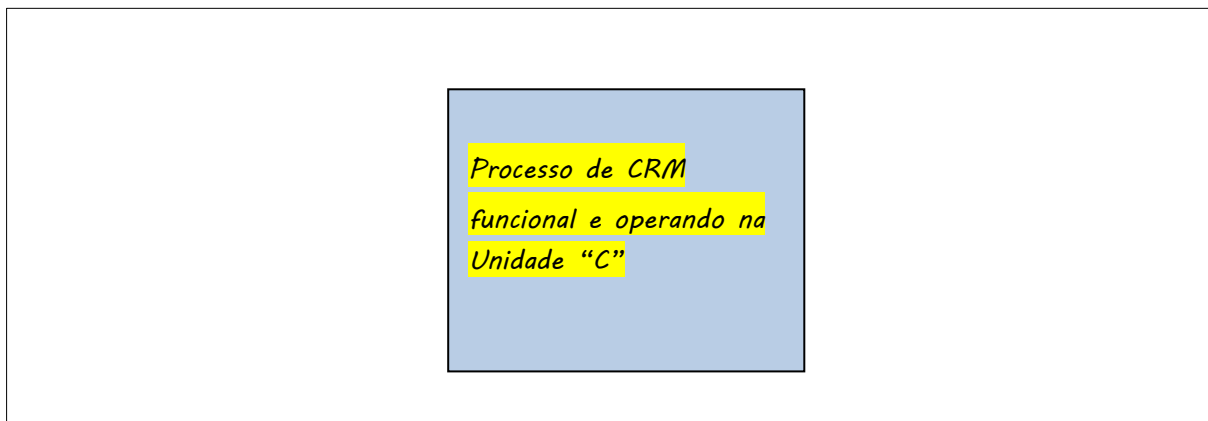 Processo de CRM
funcional e operando na
Unidade “C”